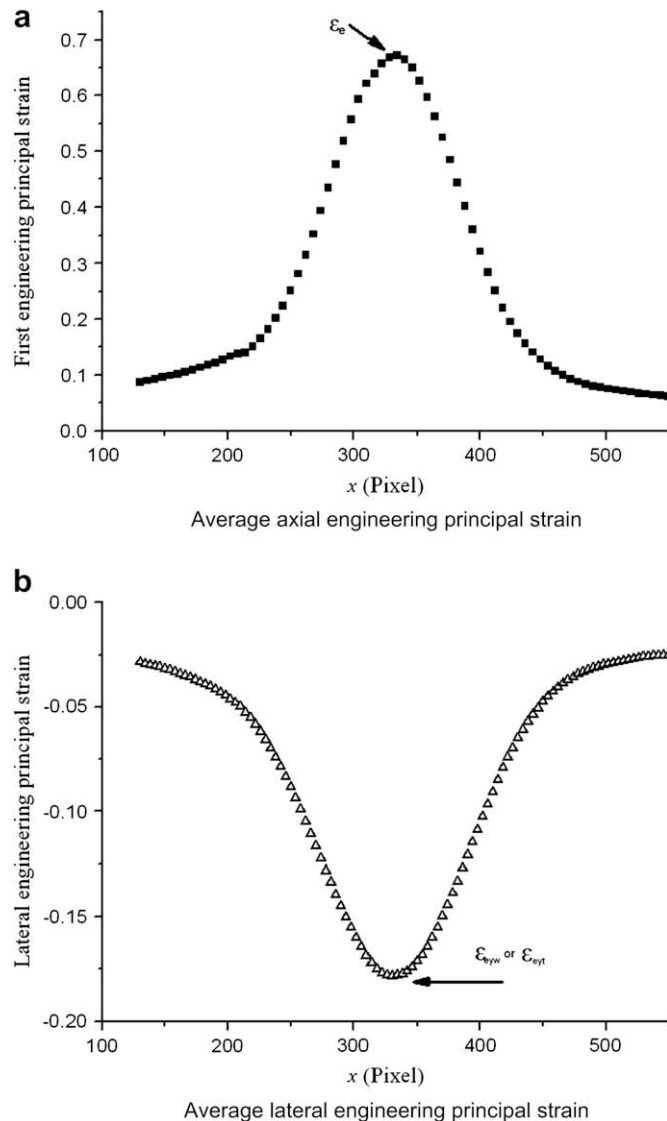 a
εe
0.7
0.6
0.5
0.4
0.3
0.2
0.1
0.0
First engineering principal strain
100 200 300 400 500
x (Pixel)
Average axial engineering principal strain
b
0.00
-0.05
-0.10
-0.15
-0.20
Lateral engineering principal strain
εeyw or εeyt
100 200 300 400 500
x (Pixel)
Average lateral engineering principal strain